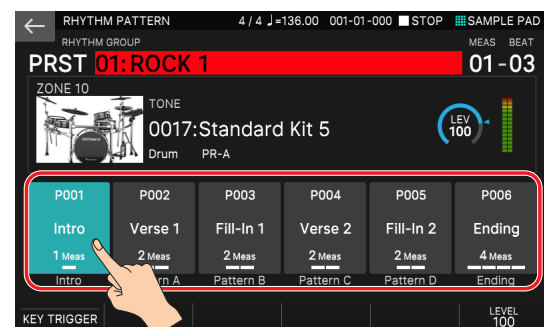 RHYTHM PATTERN 4 / 4 ♩=136.00 001-01-000 STOP SAMPLE PAD
RHYTHM GROUP MEAS BEAT
PRST 01:ROCK 1 01-03
ZONE 10
TONE
0017:Standard Kit 5
Drum PR-A
LEV
100
P001 P002 P003 P004 P005 P006
Intro Verse 1 Fill-In 1 Verse 2 Fill-In 2 Ending
1 Meas 2 Meas 2 Meas 2 Meas 2 Meas 4 Meas
Intro Pattern B Pattern C Pattern D Ending
KEY TRIGGER LEVEL
100